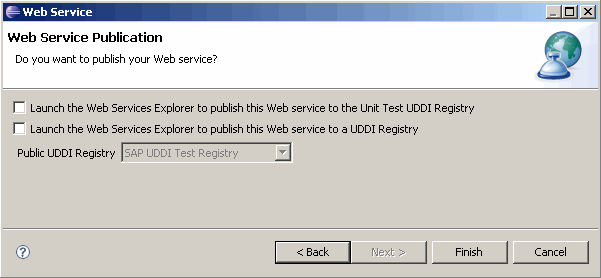 Web Service
Web Service Publication
Do you want to publish your Web service?
Launch the Web Services Explorer to publish this Web service to the Unit Test UDDI Registry
Launch the Web Services Explorer to publish this Web service to a UDDI Registry
Public UDDI Registry SAP UDDI Test Registry
?
< Back Next > Finish Cancel